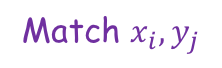 Match $x_i, y_j$